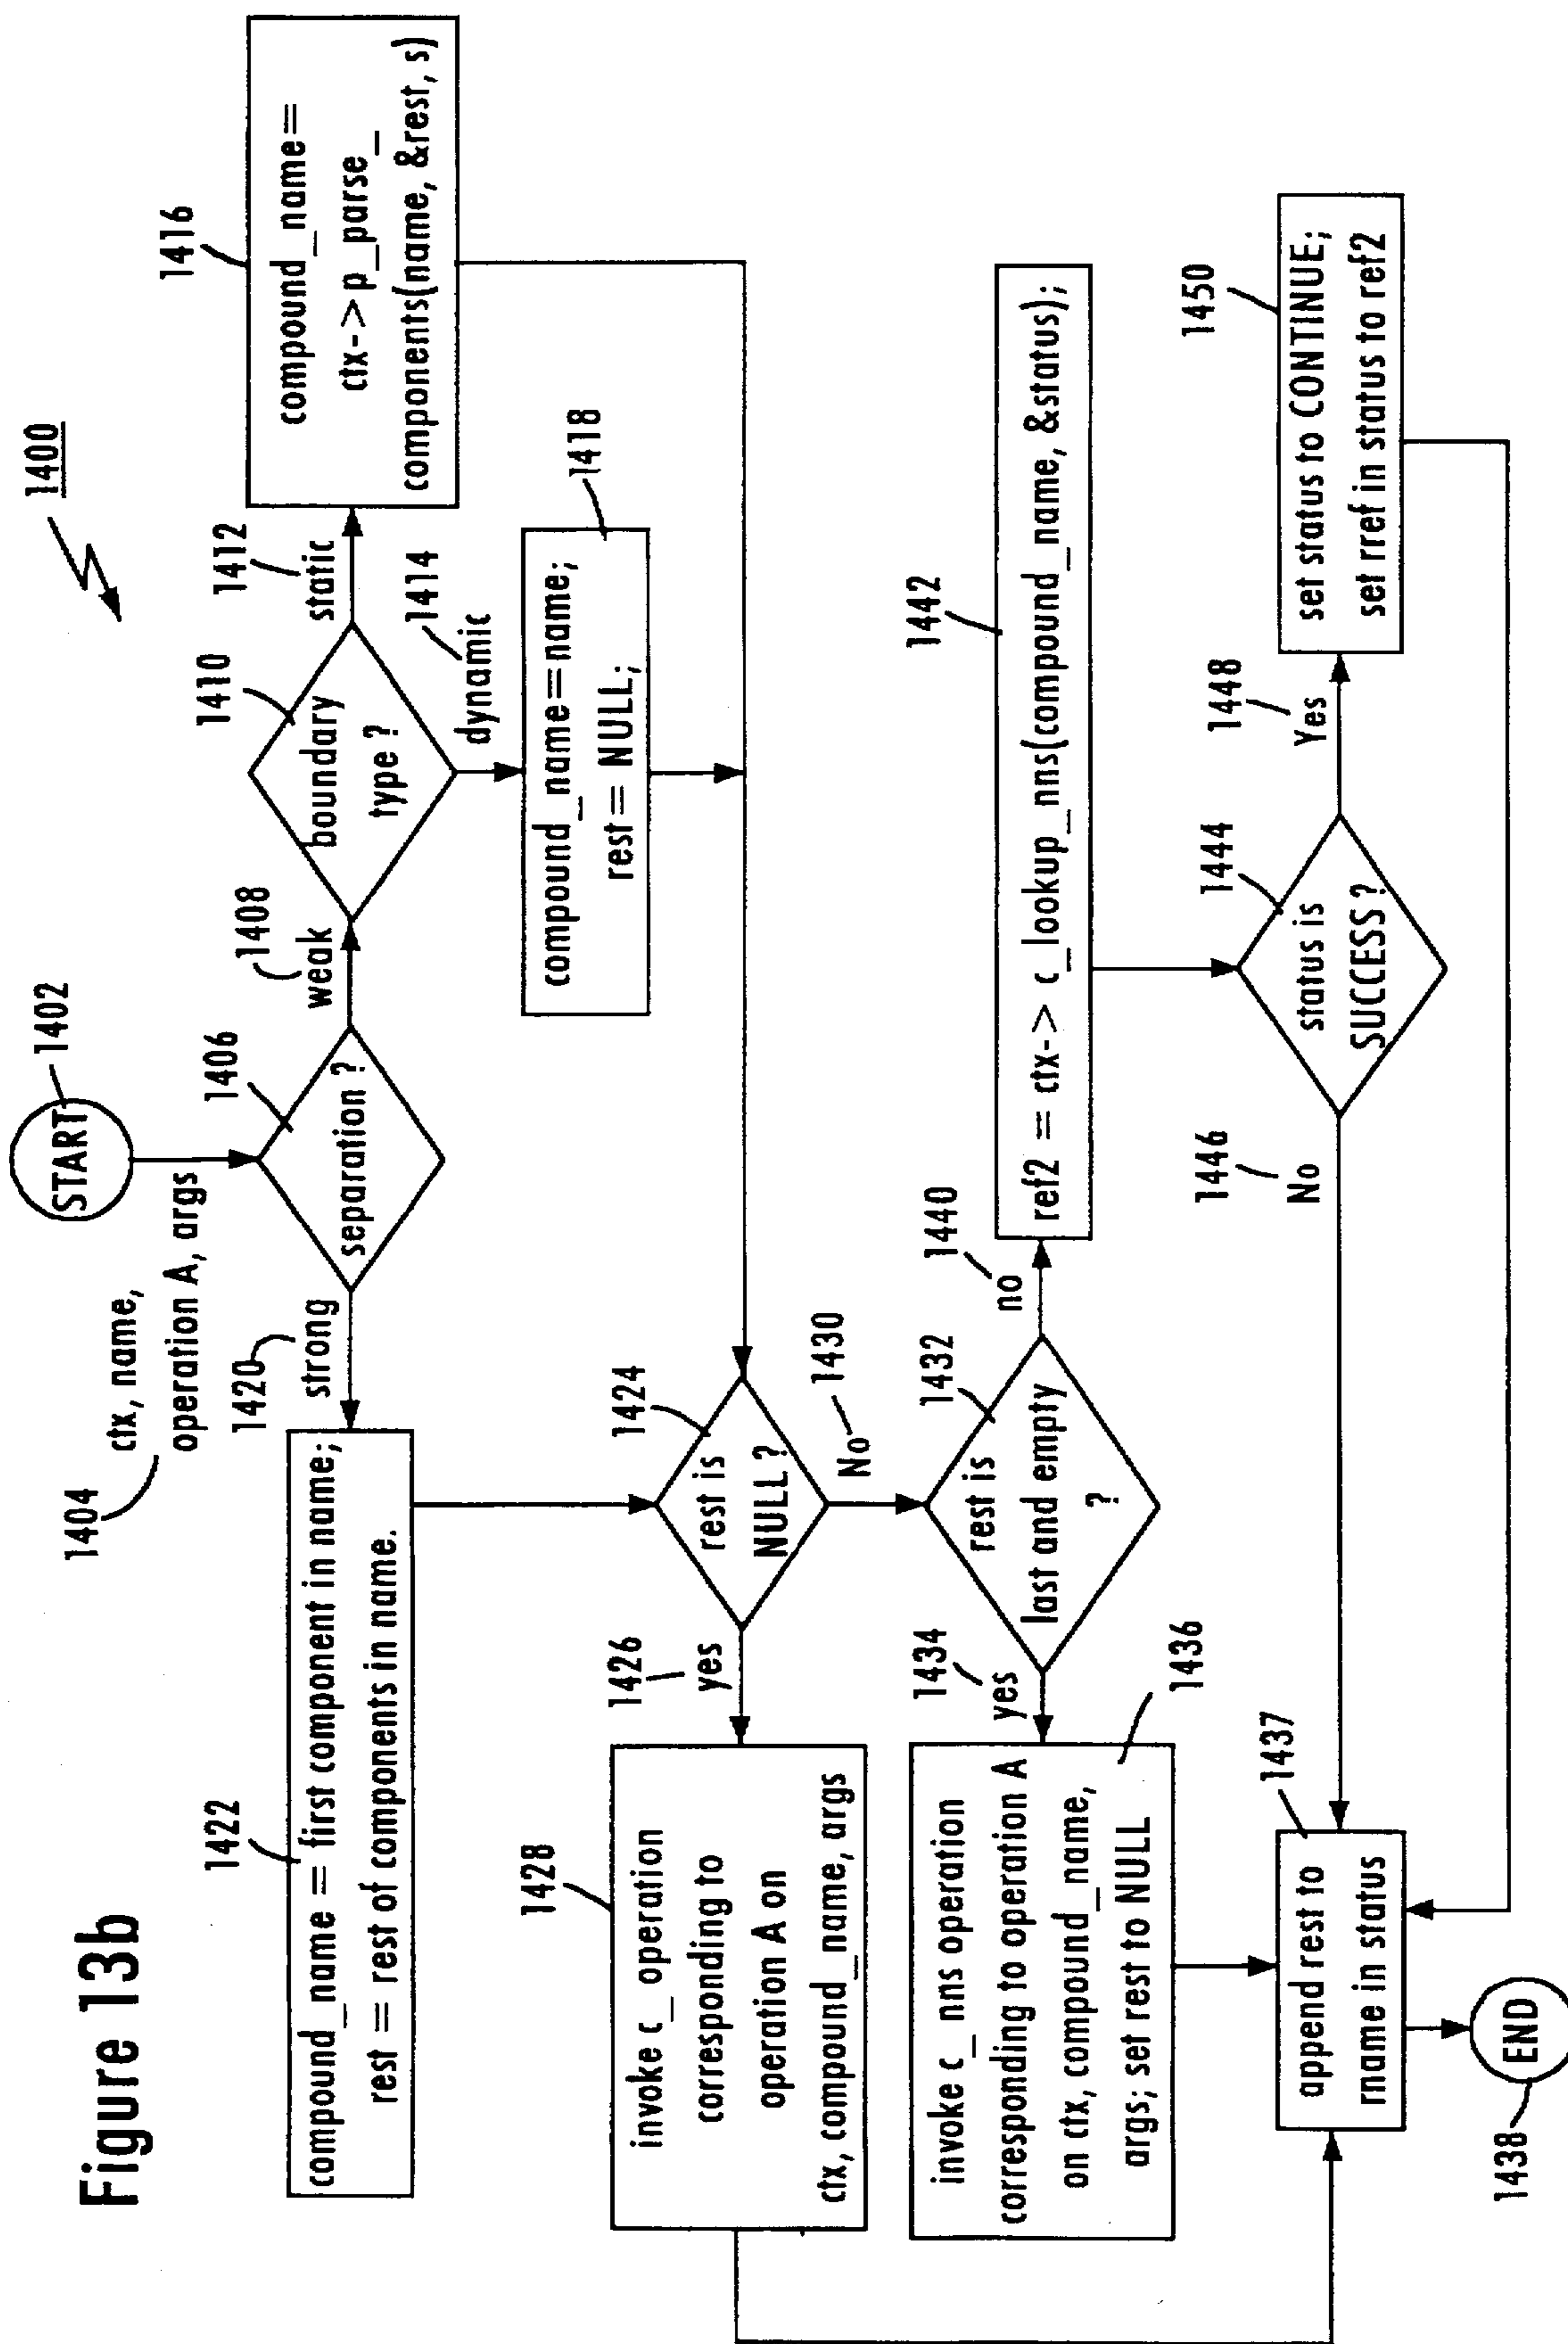 Figure 13b
1400
START
1402
1404
ctx, name,
operation A, args
1406
separation ?
1408
weak
1410
boundary
type ?
1412
static
1416
compound_name =
ctx-> p_parse_
components(name, &rest, s)
1414
dynamic
1418
compound_name=name;
rest = NULL;
1420
strong
1422
compound_name = first component in name;
rest = rest of components in name.
1424
rest is
NULL ?
1426
yes
1428
invoke c_operation
corresponding to
operation A on
ctx, compound_name, args
1430
No
1432
rest is
last and empty
?
1434
yes
1436
invoke c_nns operation
corresponding to operation A
on ctx, compound_name,
args; set rest to NULL
1440
no
1442
ref2 = ctx-> c_lookup_nns(compound_name, &status);
1444
status is
SUCCESS ?
1446
No
1448
Yes
1450
set status to CONTINUE;
set rref in status to ref2
1437
append rest to
rname in status
END
1438